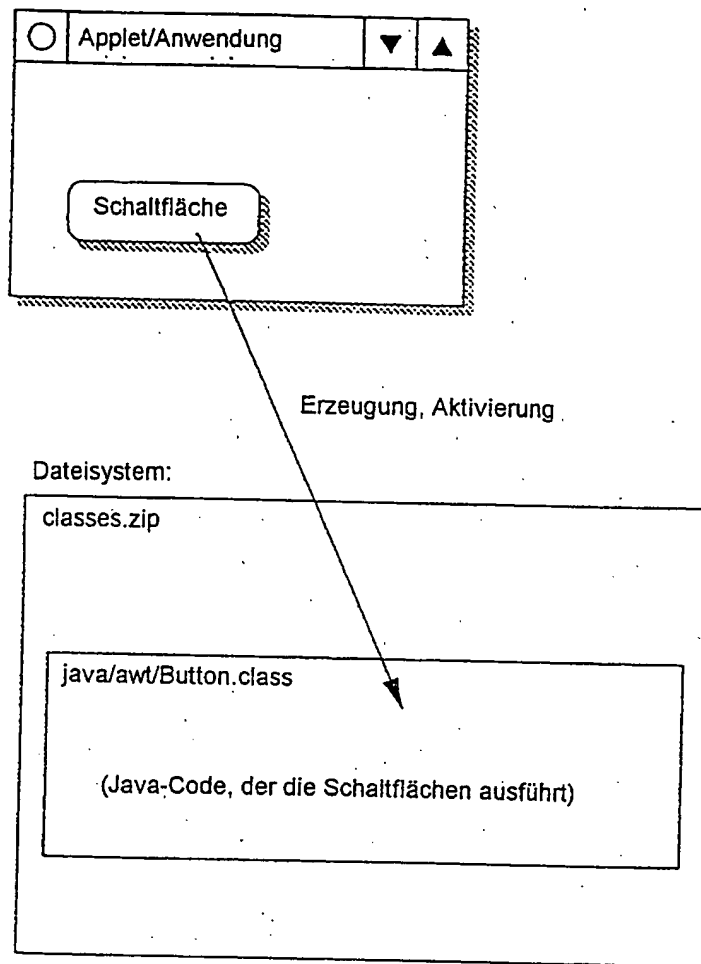 Applet/Anwendung
Schaltfläche
Erzeugung, Aktivierung
Dateisystem:
classes.zip
java/awt/Button.class
(Java-Code, der die Schaltflächen ausführt)